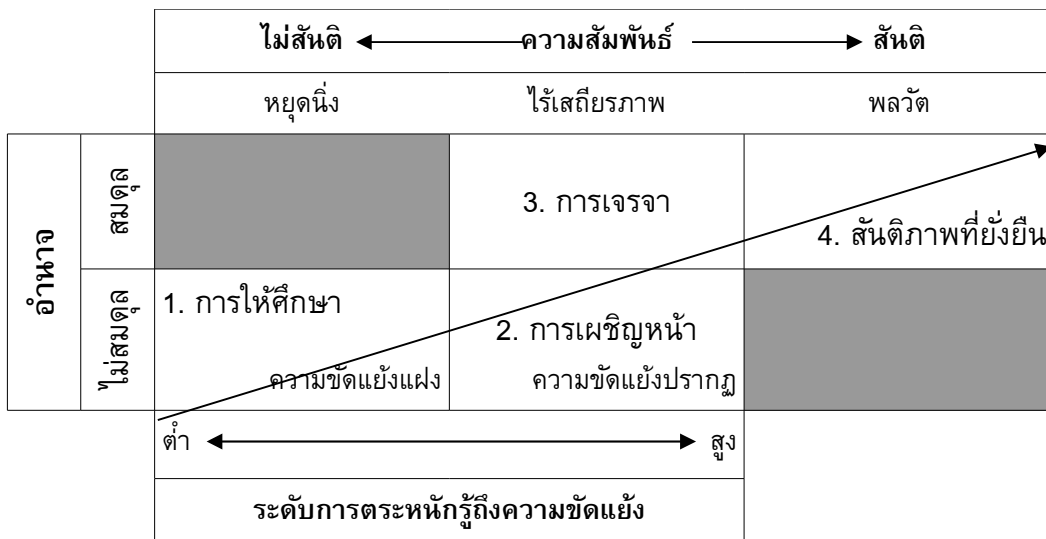 ไม่สันติ ความสัมพันธ์ สันติ
หยุดนิ่ง ไร้เสถียรภาพ พลวัต
อำนาจ
สมดุล
3. การเจรจา
4. สันติภาพที่ยั่งยืน
ไม่สมดุล
1. การให้ศึกษา
2. การเผชิญหน้า
ความขัดแย้งแฝง ความขัดแย้งปรากฏ
ต่ำ สูง
ระดับการตระหนักรู้ถึงความขัดแย้ง